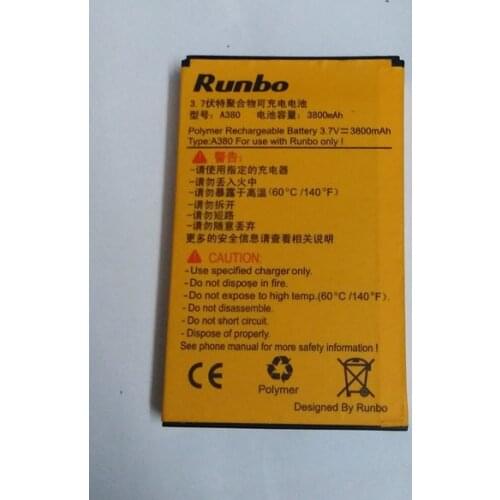 Runbo
3.7伏特聚合物可充电电池
型号: A380 电池容量: 3800mAh
Polymer Rechargeable Battery 3.7V⎓3800mAh
Type:A380 For use with Runbo only !
警告:
-请使用指定的充电器
-请勿丢入火中
-请勿暴露于高温(60°C/140°F)
-请勿拆开
-请勿短路
-请勿随意丢弃
更多的安全信息请查看相关说明!
CAUTION:
-Use specified charger only.
-Do not dispose in fire.
-Do not expose to high temp.(60°C /140°F).
-Do not disassemble.
-Do not short circuit.
-Dispose of properly.
See phone manual for more safety information !
CE
Polymer
Designed By Runbo